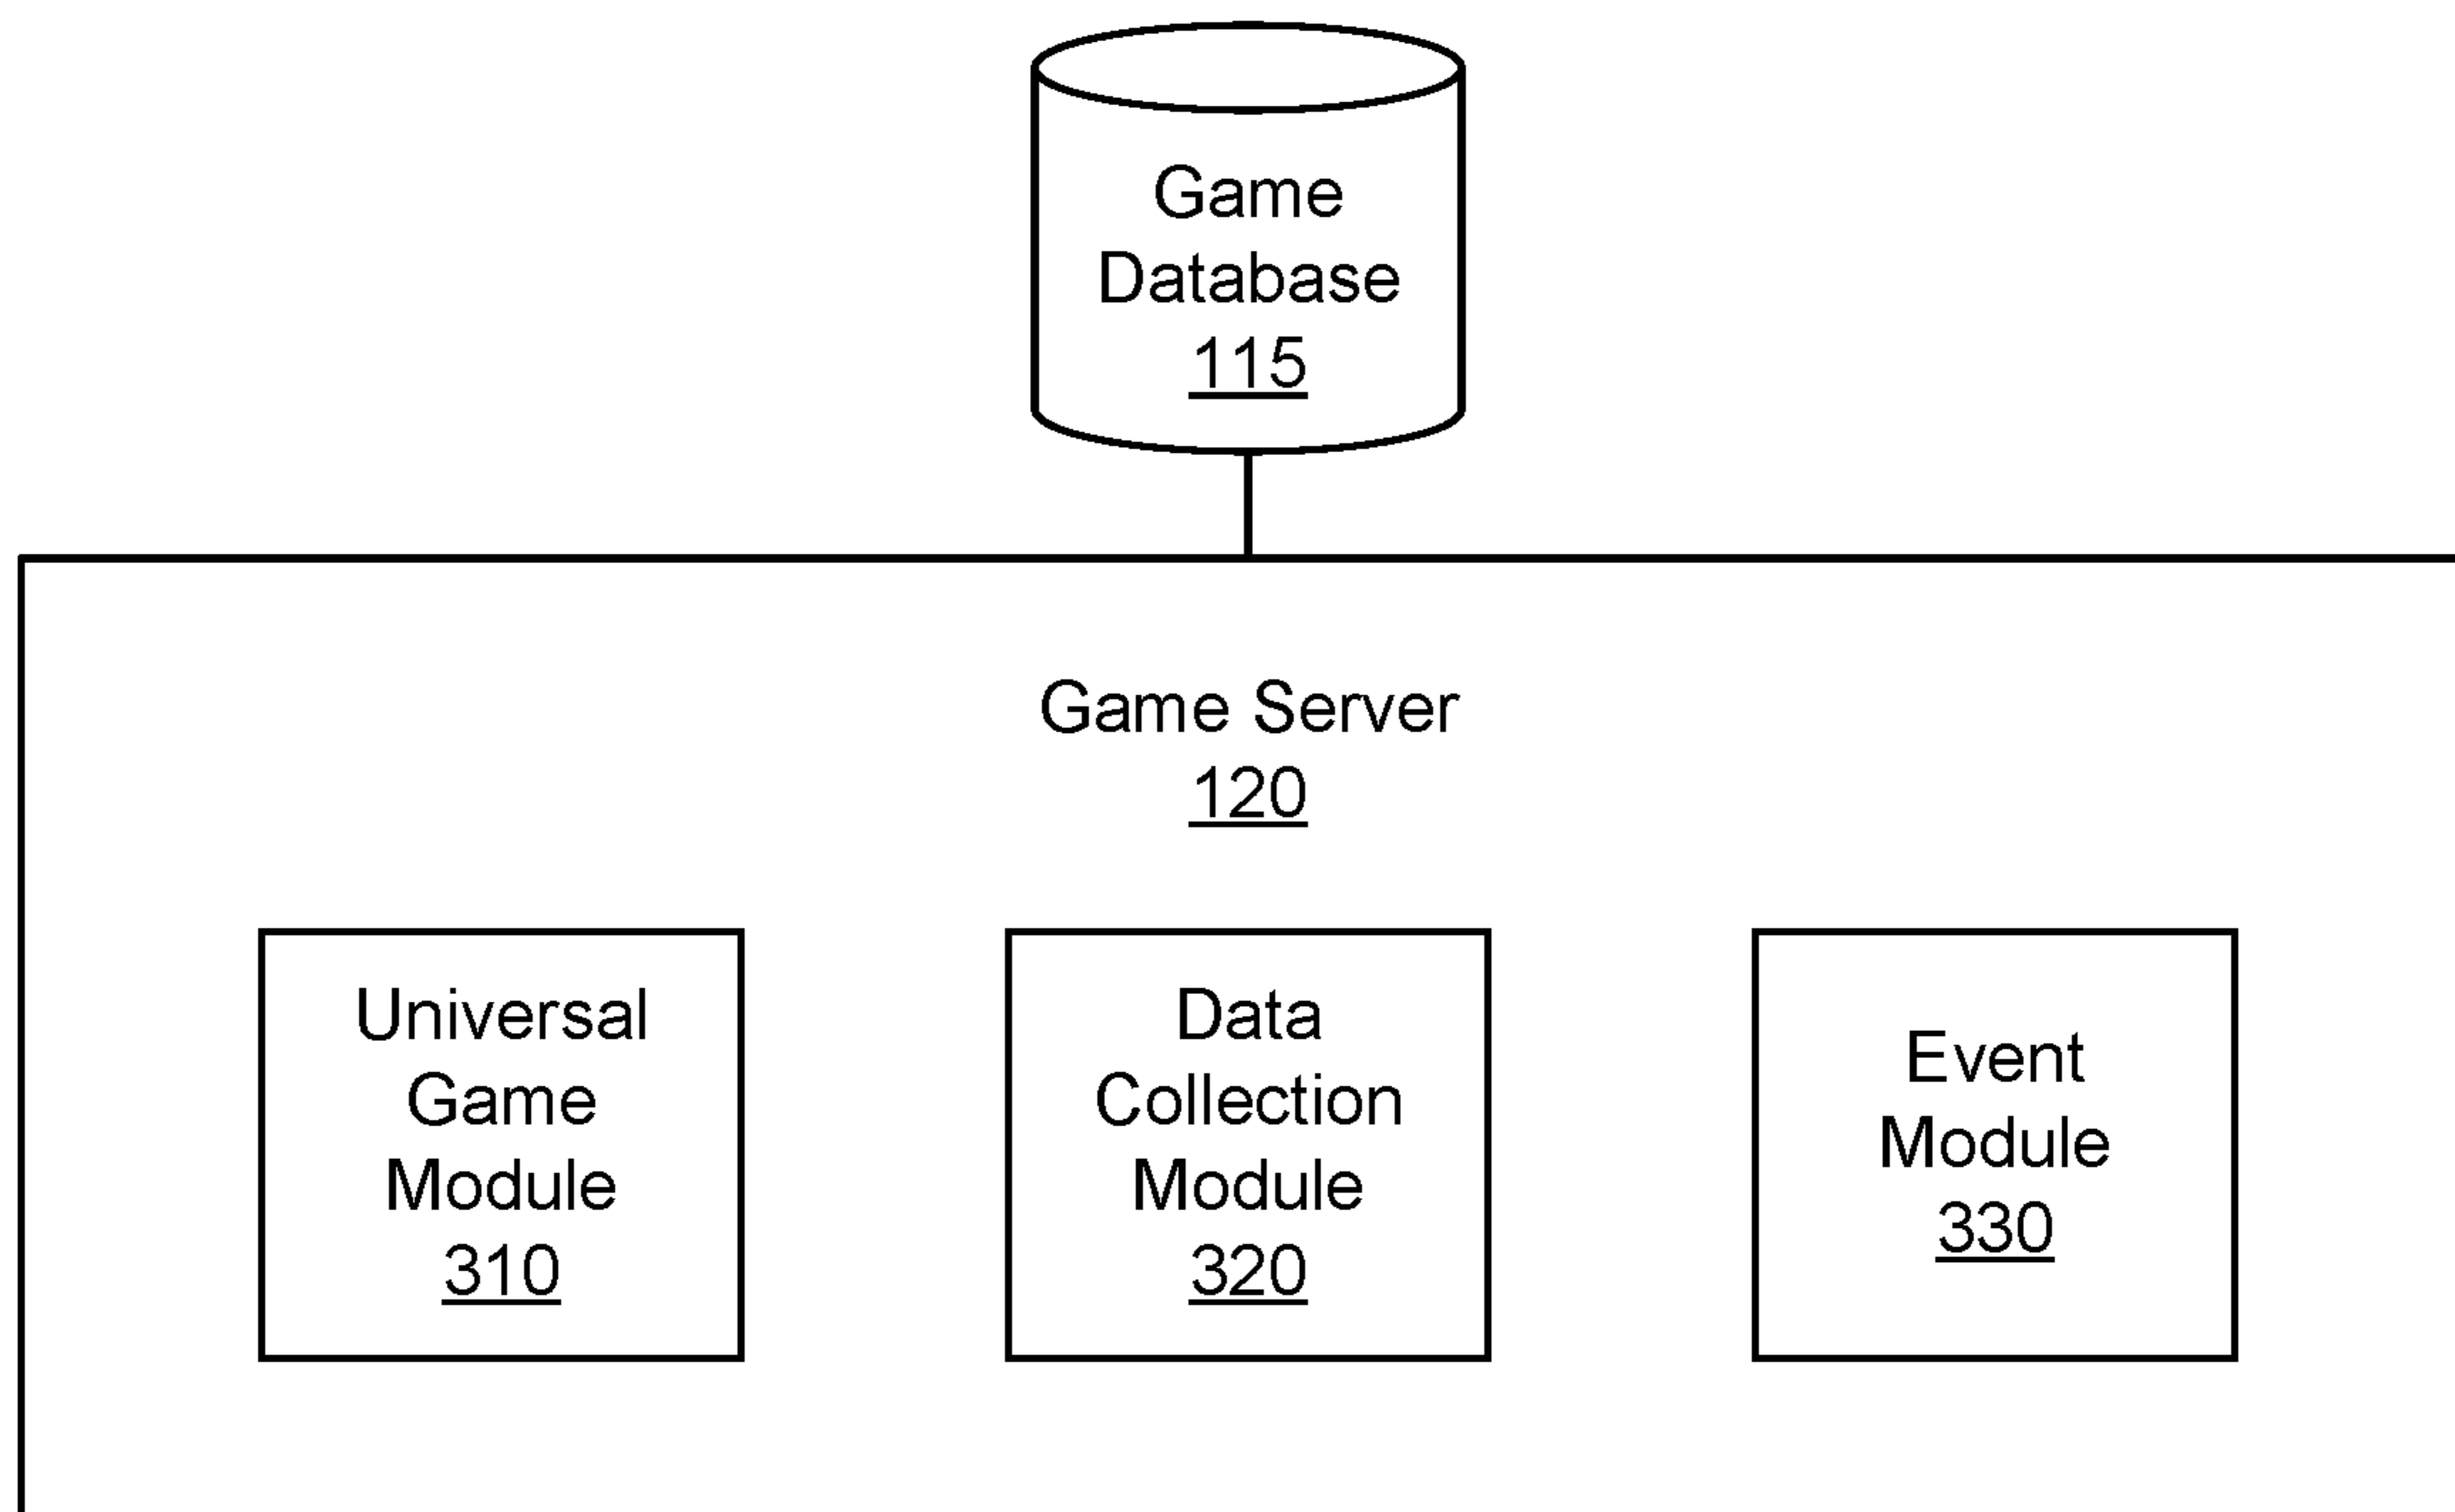 Game
Database
115
Game Server
120
Universal
Game
Module
310
Data
Collection
Module
320
Event
Module
330